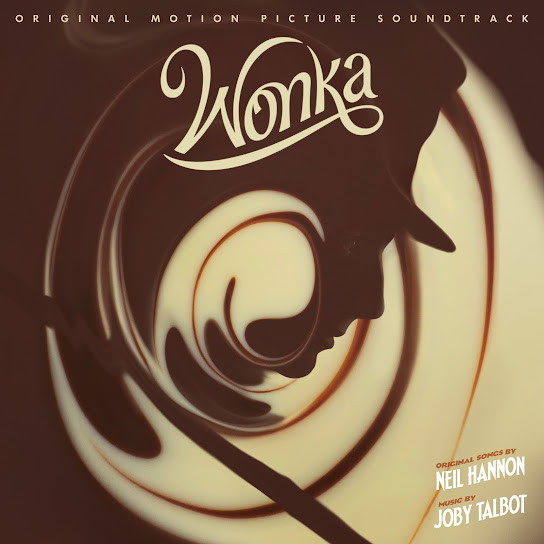 ORIGINAL MOTION PICTURE SOUNDTRACK
Wonka
ORIGINAL SONGS BY
NEIL HANNON
MUSIC BY
JOBY TALBOT